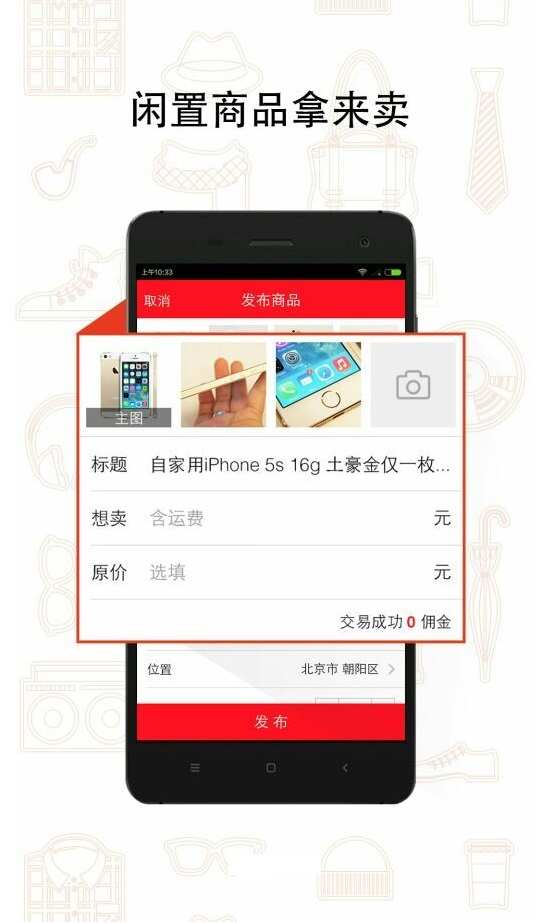 闲置商品拿来卖
上午10:33
取消 发布商品
主图
标题 自家用iPhone 5s 16g 土豪金仅一枚...
想卖 含运费 元
原价 选填 元
交易成功0佣金
位置 北京市 朝阳区
发布